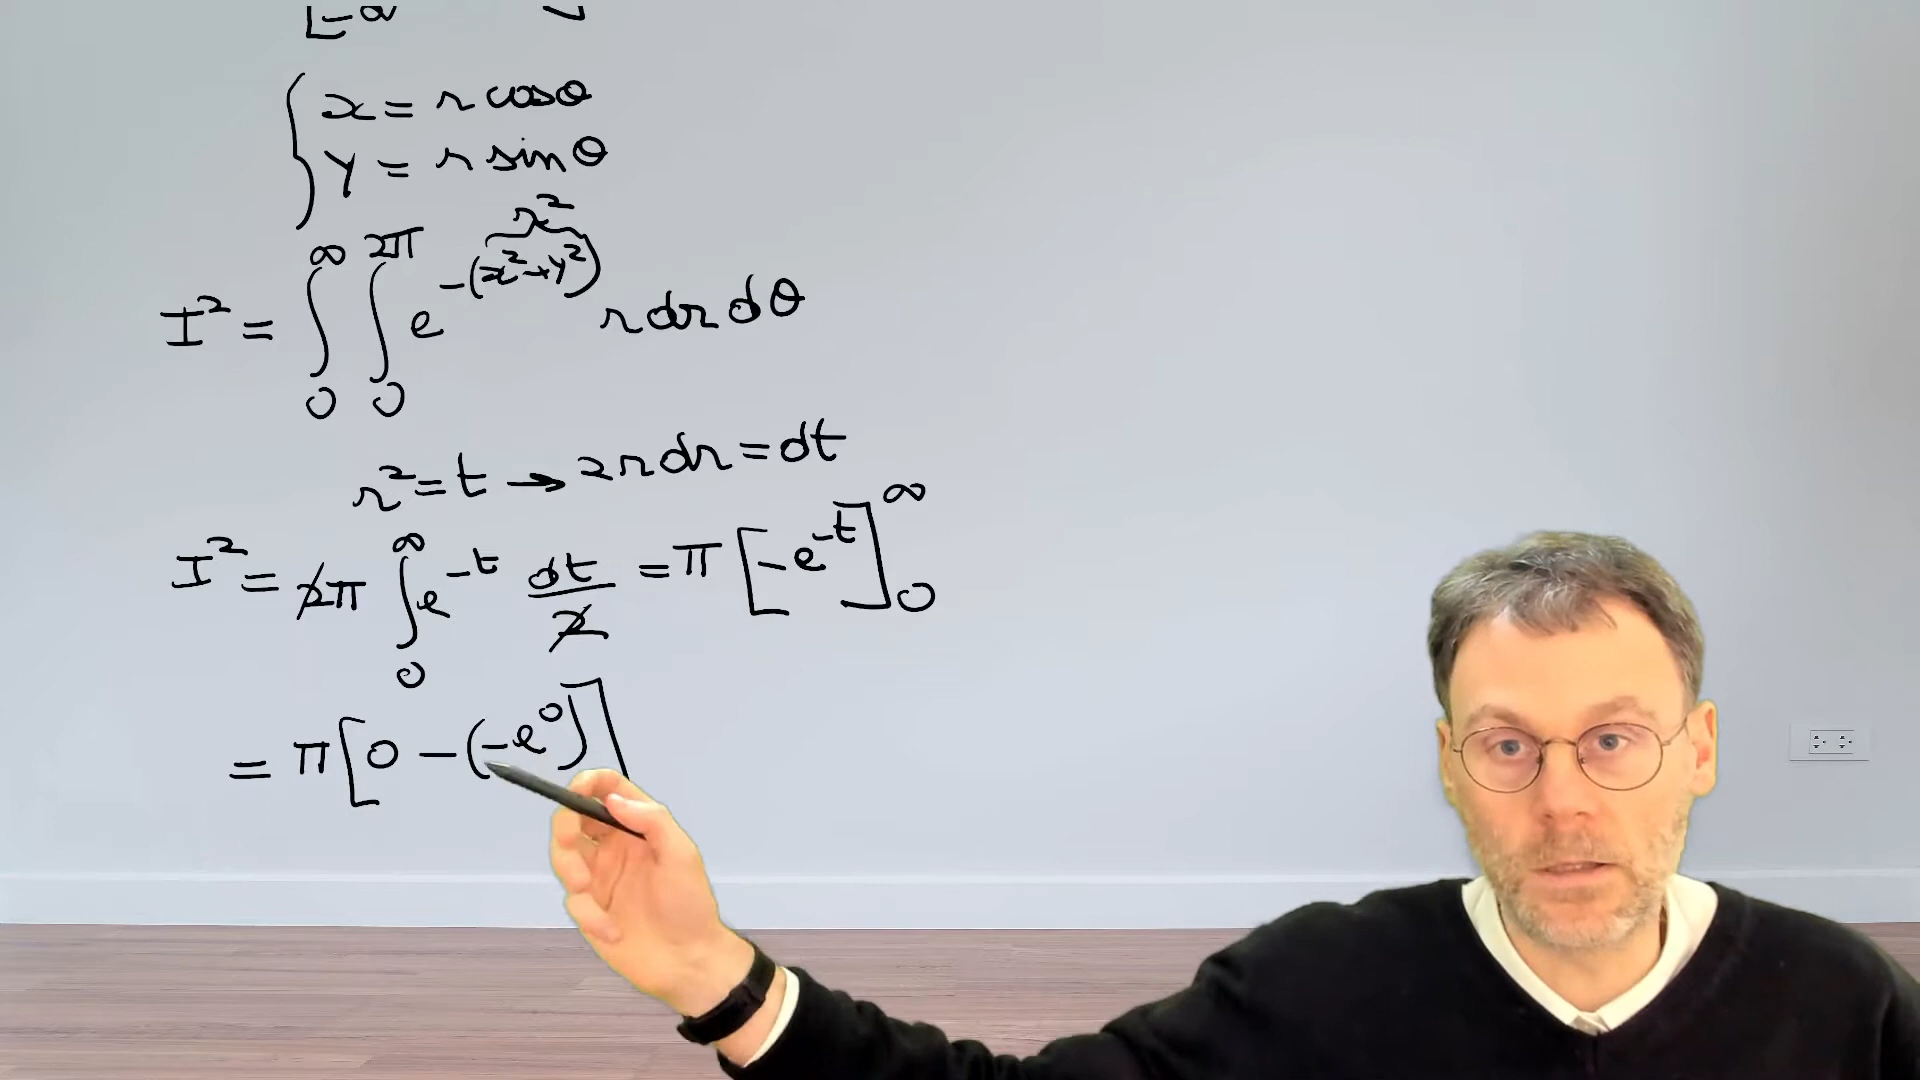 { x = r cosθ
y = r sinθ
r²
I² = ∫₀^∞ ∫₀^2π e^-(x²+y²) r dr dθ
r² = t → 2r dr = dt
I² = 2π ∫₀^∞ e^-t dt/2 = π [-e^-t]₀^∞
= π [0 - (-e⁰)]